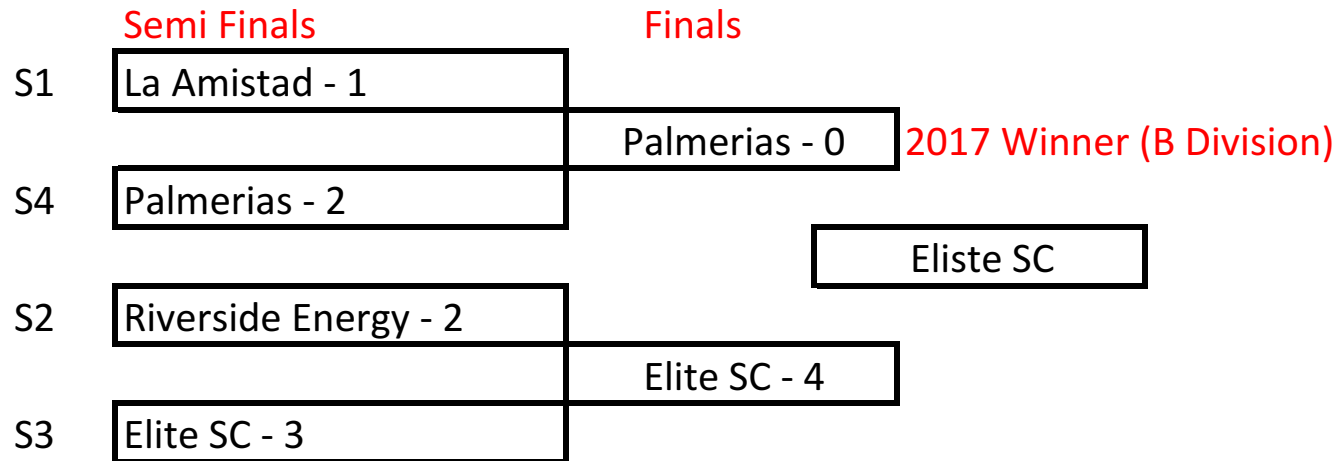 Semi Finals Finals
S1 La Amistad - 1
Palmerias - 0 2017 Winner (B Division)
S4 Palmerias - 2
Eliste SC
S2 Riverside Energy - 2
Elite SC - 4
S3 Elite SC - 3